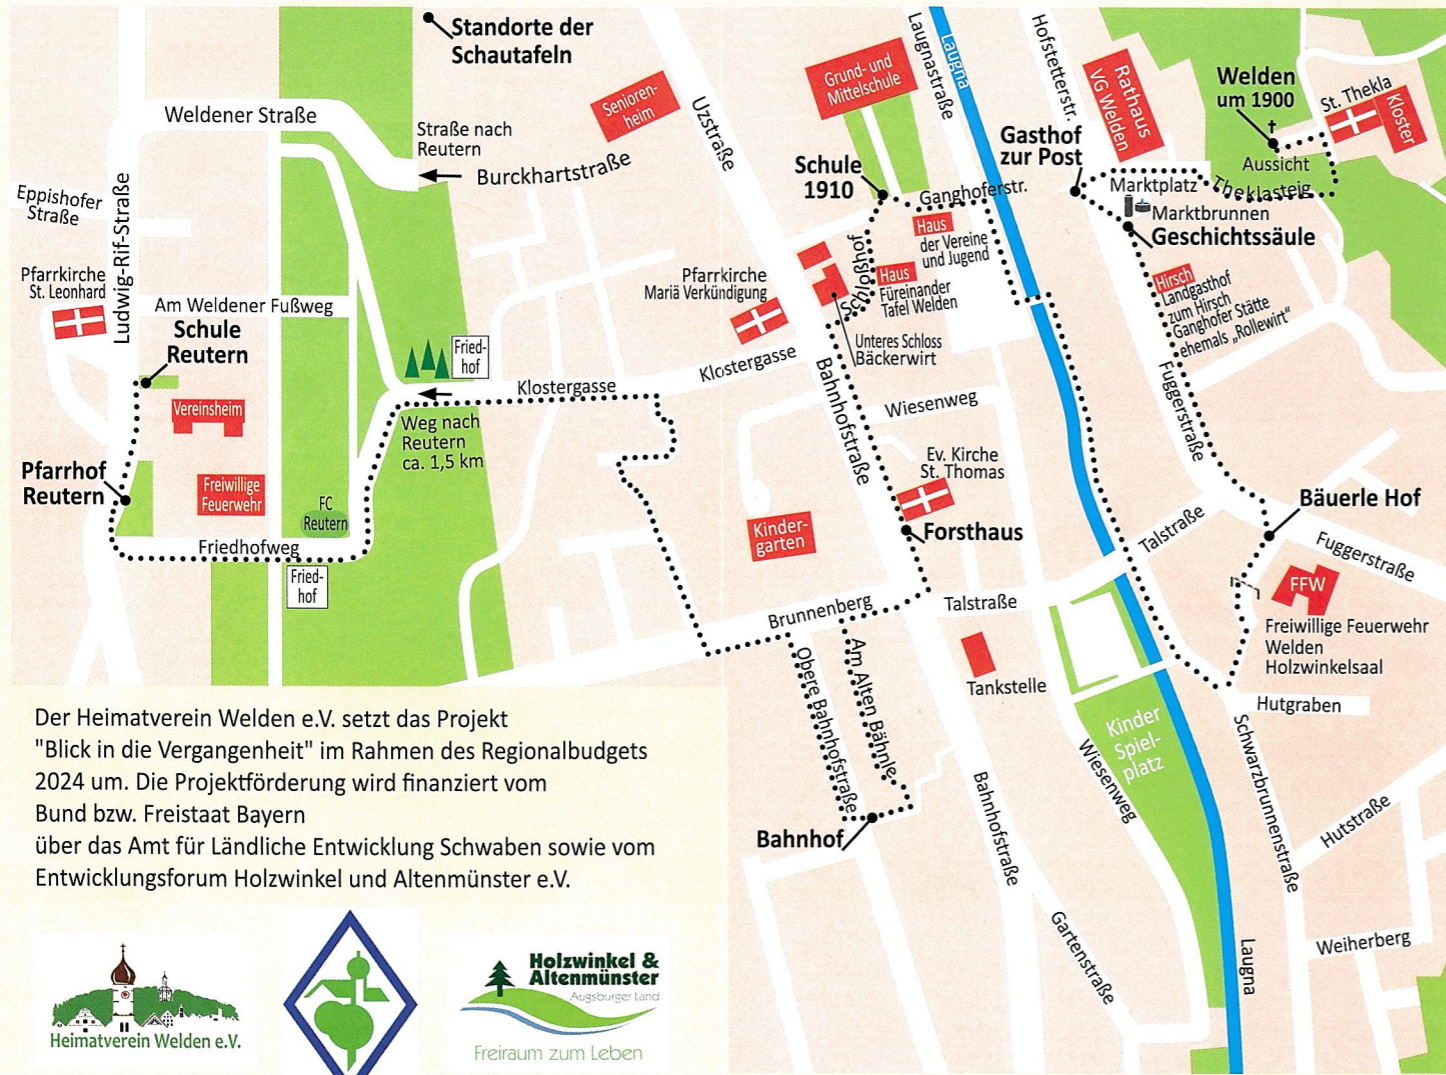 Standorte der
Schautafeln
Weldener Straße
Straße nach
Reutern
Burckhartstraße
Senioren-
heim
Uzstraße
Grund- und
Mittelschule
Laugnastraße
Laugna
Hofstetterstr.
Rathaus
VG Welden
Welden
um 1900
St. Thekla
Kloster
Aussicht
Theklasteig
Gasthof
zur Post
Marktplatz
Marktbrunnen
Geschichtssäule
Schule
1910
Ganghoferstr.
Haus
der Vereine
und Jugend
Schloßhof
Haus
Füreinander
Tafel Welden
Hirsch
Landgasthof
zum Hirsch
Ganghofer Stätte
ehemals „Rollewirt"
Eppishofer
Straße
Ludwig-Rif-Straße
Pfarrkirche
St. Leonhard
Am Weldener Fußweg
Schule
Reutern
Pfarrkirche
Mariä Verkündigung
Unteres Schloss
Bäckerwirt
Fried-
hof
Klostergasse
Klostergasse
Weg nach
Reutern
ca. 1,5 km
Vereinsheim
Pfarrhof
Reutern
Freiwillige
Feuerwehr
FC
Reutern
Friedhofweg
Fried-
hof
Bahnhofstraße
Wiesenweg
Ev. Kirche
St. Thomas
Forsthaus
Kinder-
garten
Fuggerstraße
Bäuerle Hof
Talstraße
Fuggerstraße
FFW
Freiwillige Feuerwehr
Welden
Holzwinkelsaal
Brunnenberg
Talstraße
Obere Bahnhofstraße
Am Alten Bähnle
Tankstelle
Hutgraben
Kinder
Spiel-
platz
Wiesenweg
Schwarzbrunnenstraße
Bahnhof
Bahnhofstraße
Hutstraße
Gartenstraße
Laugna
Weiherberg
Der Heimatverein Welden e.V. setzt das Projekt
"Blick in die Vergangenheit" im Rahmen des Regionalbudgets
2024 um. Die Projektförderung wird finanziert vom
Bund bzw. Freistaat Bayern
über das Amt für Ländliche Entwicklung Schwaben sowie vom
Entwicklungsforum Holzwinkel und Altenmünster e.V.
Heimatverein Welden e.V.
Holzwinkel &
Altenmünster
Augsburger Land
Freiraum zum Leben